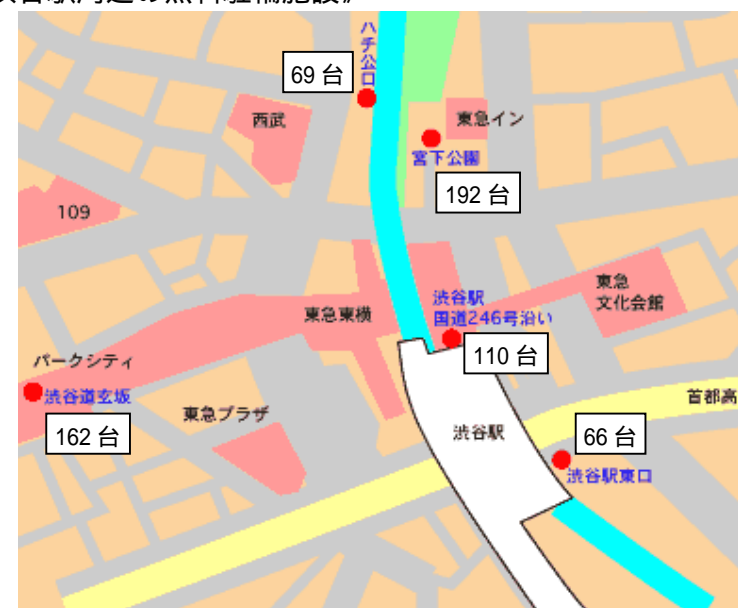 ハチ公口
69 台
西武
東急イン
宮下公園
192 台
109
東急
文化会館
渋谷駅
国道246号沿い
東急東横
110 台
パークシティ
渋谷道玄坂
162 台
東急プラザ
首都高
渋谷駅
66 台
渋谷駅東口